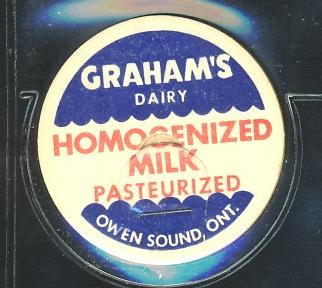 GRAHAM'S
DAIRY
HOMOGENIZED
MILK
PASTEURIZED
OWEN SOUND, ONT.